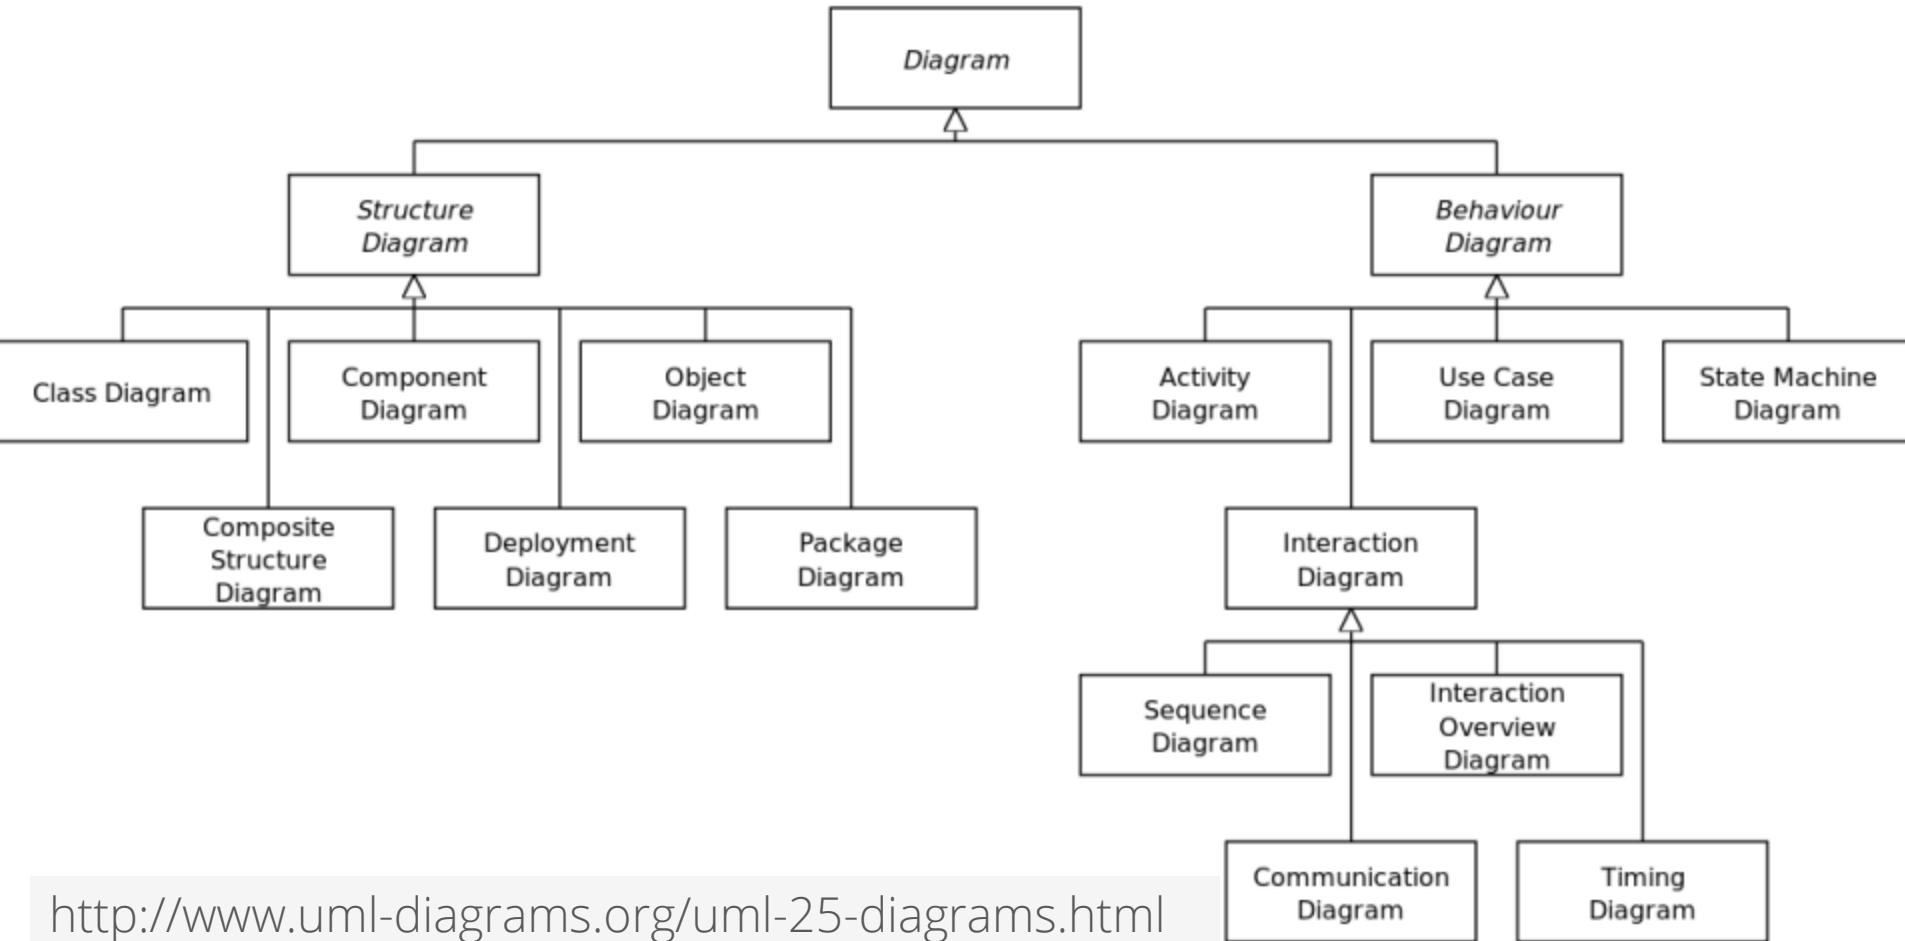 Diagram
Structure
Diagram
Behaviour
Diagram
Class Diagram
Component
Diagram
Object
Diagram
Activity
Diagram
Use Case
Diagram
State Machine
Diagram
Composite
Structure
Diagram
Deployment
Diagram
Package
Diagram
Interaction
Diagram
Sequence
Diagram
Interaction
Overview
Diagram
Communication
Diagram
Timing
Diagram
http://www.uml-diagrams.org/uml-25-diagrams.html